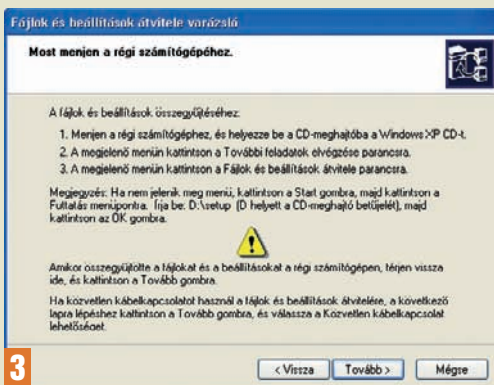 Fájlok és beállítások átvitele varázsló
Most menjen a régi számítógépéhez.
A fájlok és beállítások összegyűjtéséhez:
1. Menjen a régi számítógéphez, és helyezze be a CD-meghajtóba a Windows XP CD-t.
2. A megjelenő menün kattintson a További feladatok elvégzése parancsra.
3. A megjelenő menün kattintson a Fájlok és beállítások átvitele parancsra.
Megjegyzés: Ha nem jelenik meg menü, kattintson a Start gombra, majd kattintson a
Futtatás menüpontra. Írja be: D:\setup (D helyett a CD-meghajtó betűjelét), majd
kattintson az OK gombra.
Amikor összegyűjtötte a fájlokat és a beállításokat a régi számítógépen, térjen vissza
ide, és kattintson a Tovább gombra.
Ha közvetlen kábelkapcsolatot használ a fájlok és beállítások átvitelére, a következő
lapra lépéshez kattintson a Tovább gombra, és válassza a Közvetlen kábelkapcsolat
lehetőséget.
< Vissza Tovább > Mégse
3